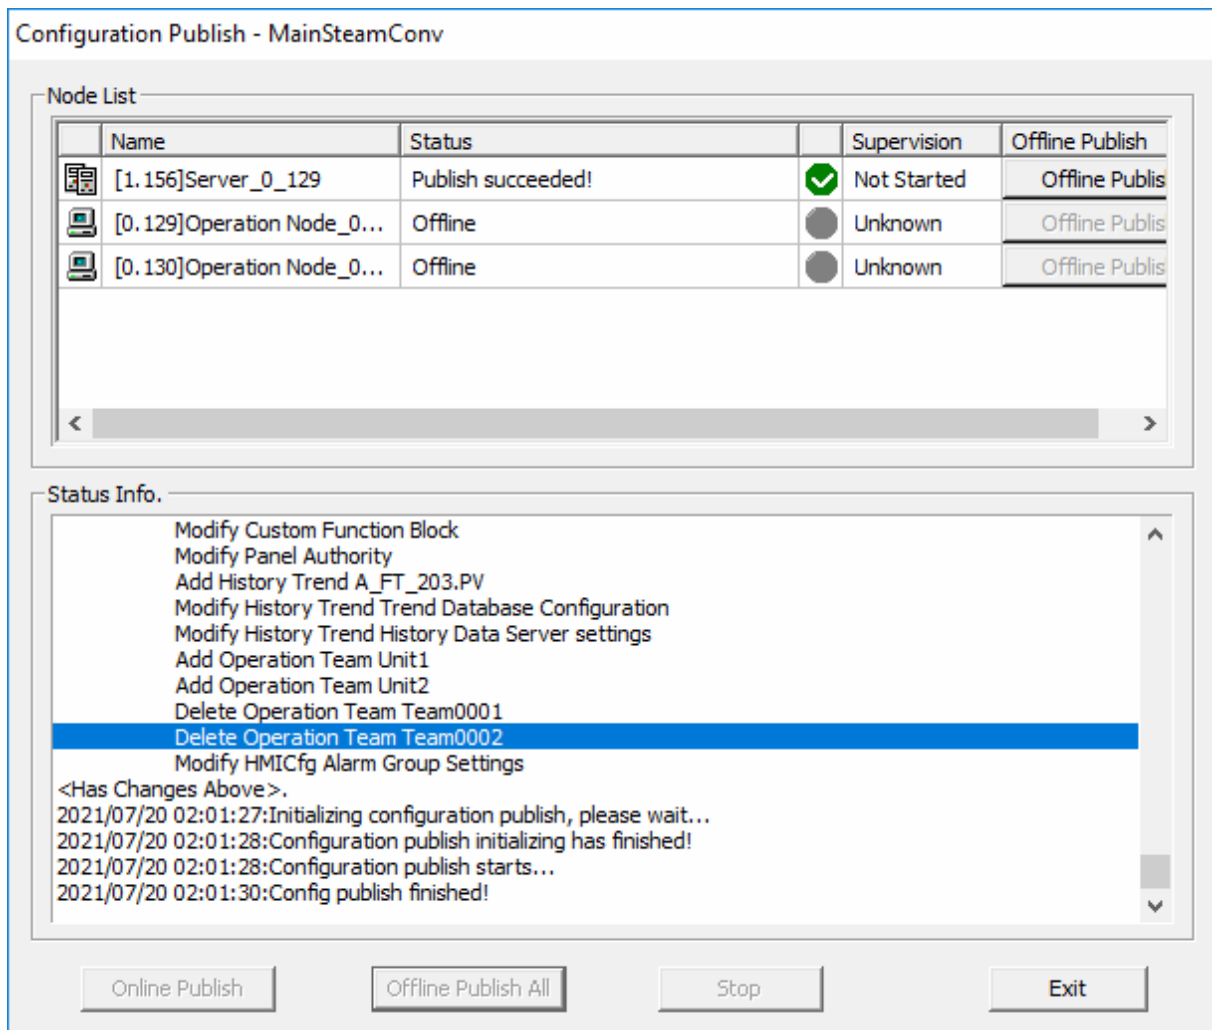 Configuration Publish - MainSteamConv
Node List
Name Status Supervision Offline Publish
[1.156]Server_0_129 Publish succeeded! Not Started Offline Publis
[0.129]Operation Node_0... Offline Unknown Offline Publis
[0.130]Operation Node_0... Offline Unknown Offline Publis
Status Info.
Modify Custom Function Block
Modify Panel Authority
Add History Trend A_FT_203.PV
Modify History Trend Trend Database Configuration
Modify History Trend History Data Server settings
Add Operation Team Unit1
Add Operation Team Unit2
Delete Operation Team Team0001
Delete Operation Team Team0002
Modify HMICfg Alarm Group Settings
<Has Changes Above>.
2021/07/20 02:01:27:Initializing configuration publish, please wait...
2021/07/20 02:01:28:Configuration publish initializing has finished!
2021/07/20 02:01:28:Configuration publish starts...
2021/07/20 02:01:30:Config publish finished!
Online Publish Offline Publish All Stop Exit